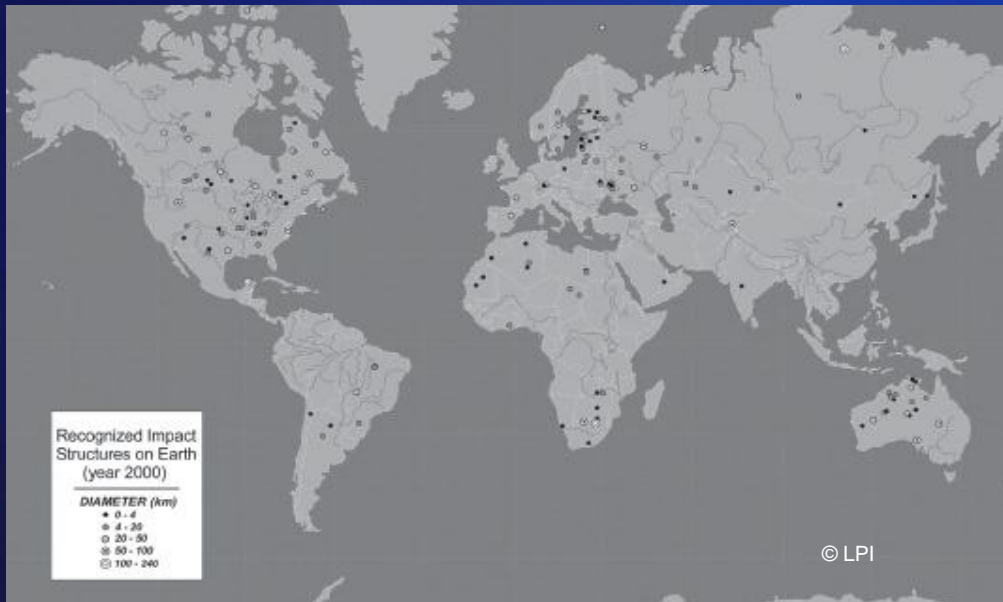 Recognized Impact
Structures on Earth
(year 2000)
DIAMETER (km)
0 - 4
4 - 20
20 - 50
50 - 100
100 - 240
© LPI